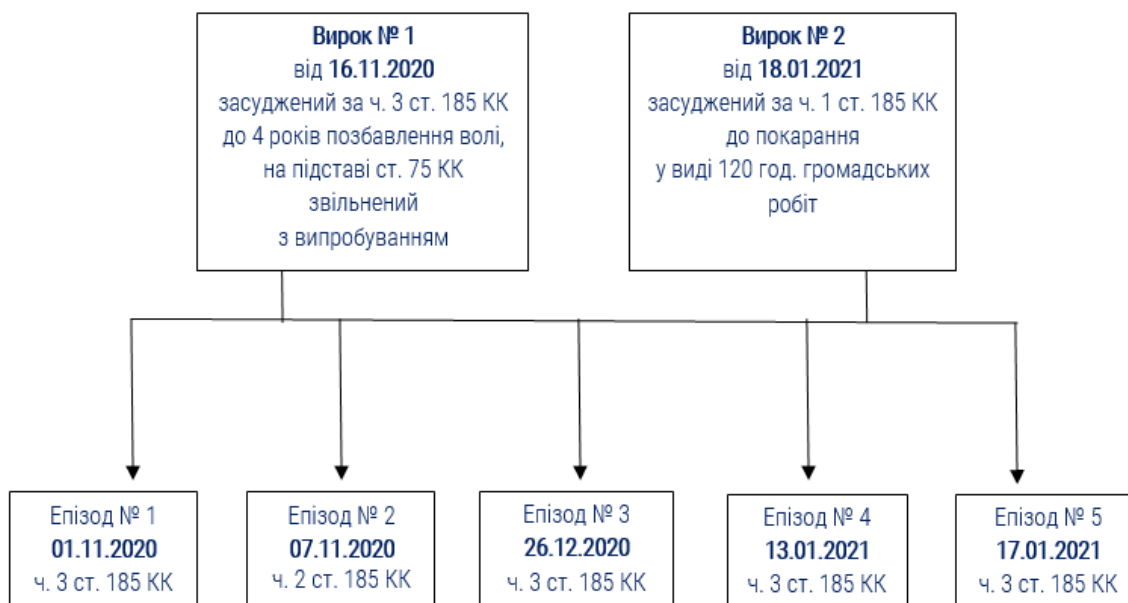 Вирок № 1
від 16.11.2020
засуджений за ч. 3 ст. 185 КК
до 4 років позбавлення волі,
на підставі ст. 75 КК
звільнений
з випробуванням
Вирок № 2
від 18.01.2021
засуджений за ч. 1 ст. 185 КК
до покарання
у виді 120 год. громадських
робіт
Епізод № 1
01.11.2020
ч. 3 ст. 185 КК
Епізод № 2
07.11.2020
ч. 2 ст. 185 КК
Епізод № 3
26.12.2020
ч. 3 ст. 185 КК
Епізод № 4
13.01.2021
ч. 3 ст. 185 КК
Епізод № 5
17.01.2021
ч. 3 ст. 185 КК